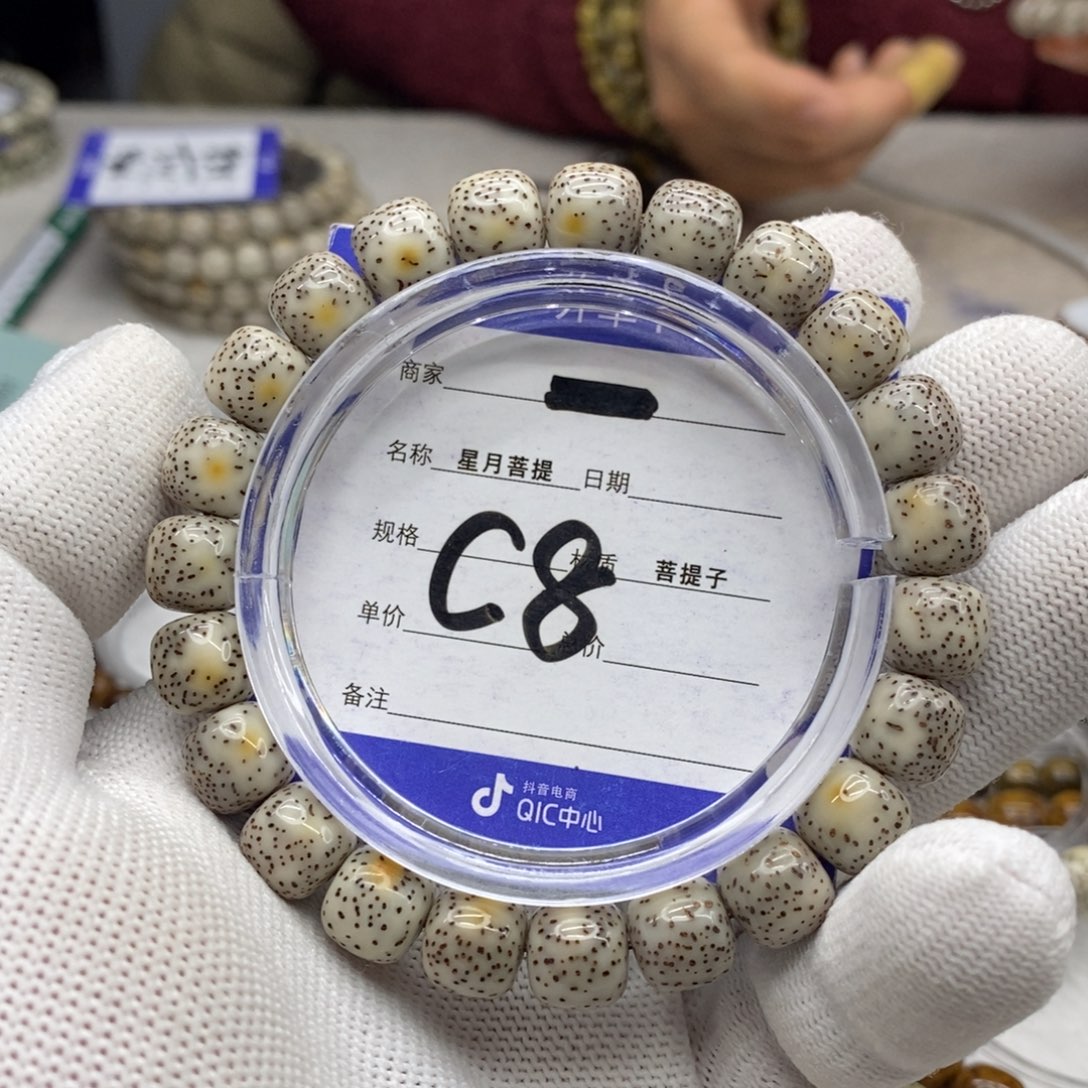 商家
名称 星月菩提 日期
规格 材质 菩提子
C8
单价 总价
备注
抖音电商
QIC中心